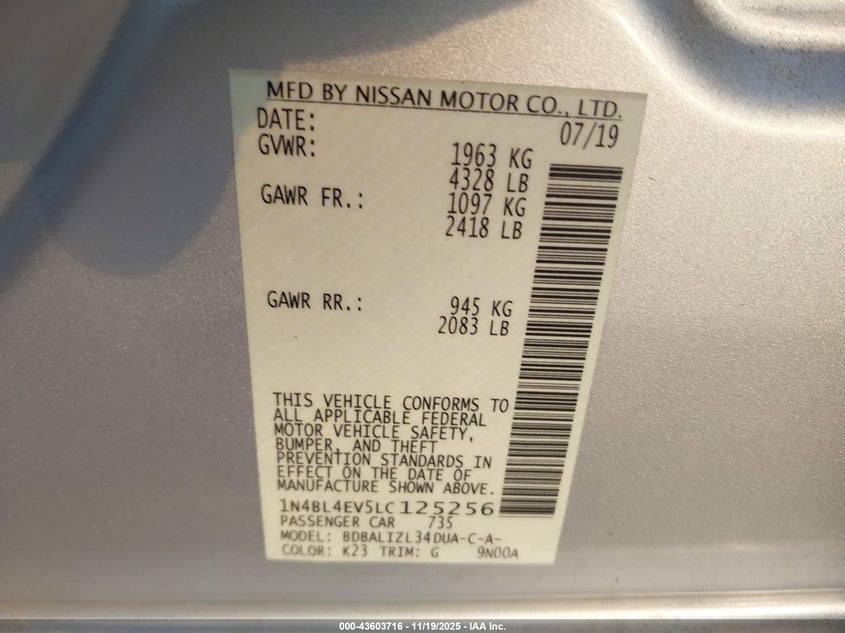 MFD BY NISSAN MOTOR CO., LTD.
DATE: 07/19
GVWR: 1963 KG
4328 LB
GAWR FR.: 1097 KG
2418 LB
GAWR RR.: 945 KG
2083 LB
THIS VEHICLE CONFORMS TO
ALL APPLICABLE FEDERAL
MOTOR VEHICLE SAFETY,
BUMPER, AND THEFT
PREVENTION STANDARDS IN
EFFECT ON THE DATE OF
MANUFACTURE SHOWN ABOVE.
1N4BL4EV5LC125256
PASSENGER CAR 735
MODEL: BDBALIZL34DUA-C-A-
COLOR: K23 TRIM: G 9N00A
000-43603716 - 11/19/2025 - IAA Inc.